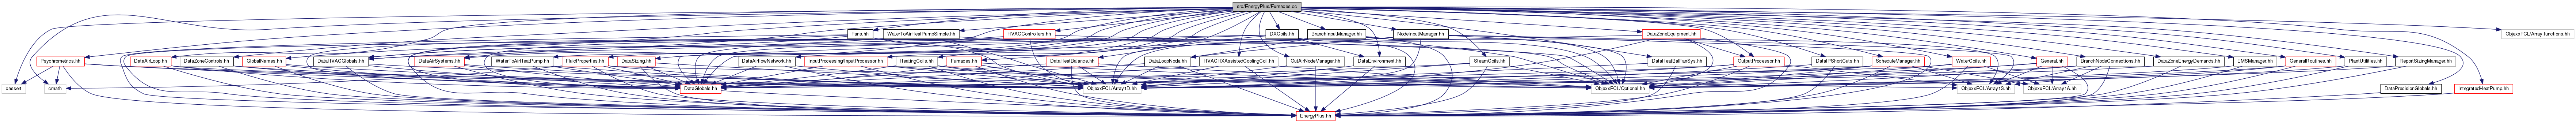 src/EnergyPlus/Furnaces.cc
Fans.hh
WaterToAirHeatPumpSimple.hh
HVACControllers.hh
DXCoils.hh
BranchInputManager.hh
NodeInputManager.hh
DataZoneEquipment.hh
ObjexxFCL/Array.functions.hh
Psychrometrics.hh
DataAirLoop.hh
DataZoneControls.hh
GlobalNames.hh
DataHVACGlobals.hh
DataAirSystems.hh
WaterToAirHeatPump.hh
FluidProperties.hh
DataSizing.hh
DataAirflowNetwork.hh
InputProcessing/InputProcessor.hh
HeatingCoils.hh
Furnaces.hh
DataHeatBalance.hh
DataLoopNode.hh
HVACHXAssistedCoolingCoil.hh
OutAirNodeManager.hh
DataEnvironment.hh
SteamCoils.hh
DataHeatBalFanSys.hh
OutputProcessor.hh
DataIPShortCuts.hh
ScheduleManager.hh
WaterCoils.hh
General.hh
BranchNodeConnections.hh
DataZoneEnergyDemands.hh
EMSManager.hh
GeneralRoutines.hh
PlantUtilities.hh
ReportSizingManager.hh
cassert
cmath
DataGlobals.hh
ObjexxFCL/Array1D.hh
ObjexxFCL/Optional.hh
ObjexxFCL/Array1S.hh
ObjexxFCL/Array1A.hh
DataPrecisionGlobals.hh
IntegratedHeatPump.hh
EnergyPlus.hh